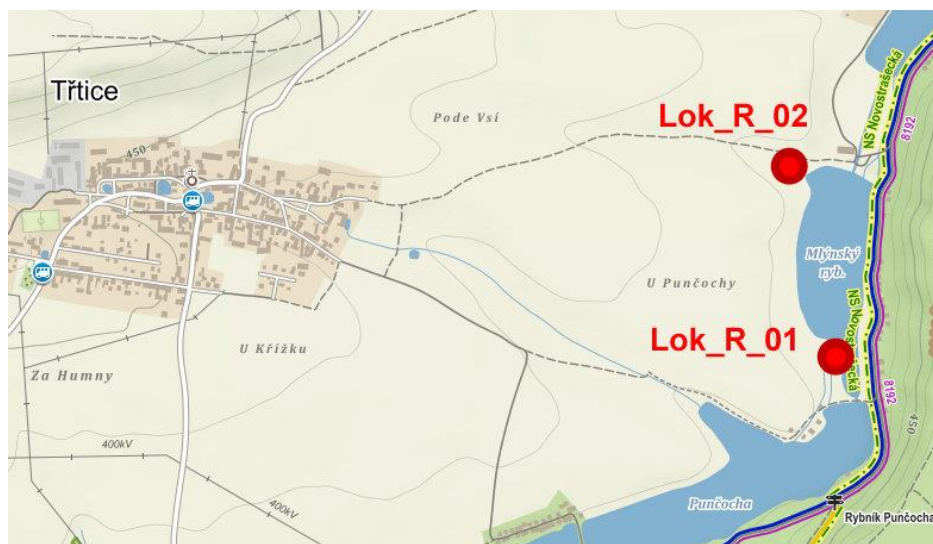 Třtice
Pode Vsí
Lok_R_02
NS Novostrašecká
8192
450
Mlýnský
ryb.
U Punčochy
NS Novostrašecká
Lok_R_01
U Křížku
Za Humny
8192
450
400kV
400kV
Punčocha
Rybník Punčocha